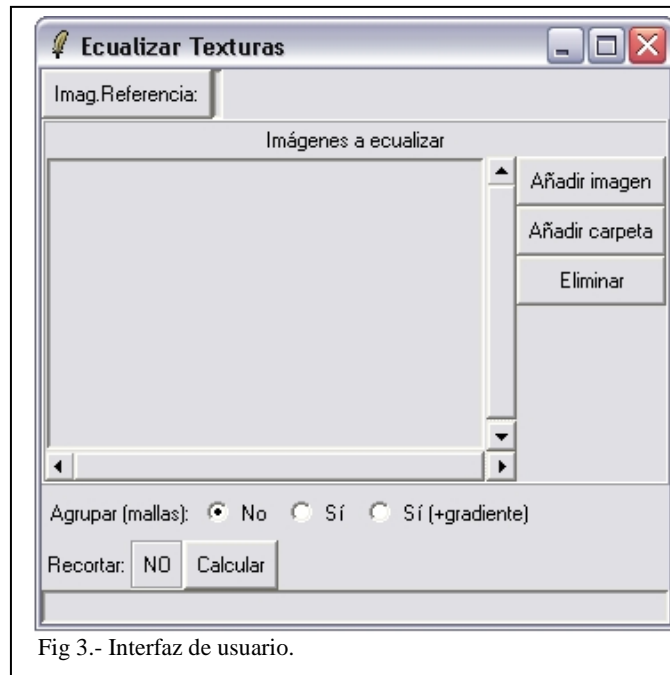 Ecualizar Texturas
Imag.Referencia:
Imágenes a ecualizar
Añadir imagen
Añadir carpeta
Eliminar
Agrupar (mallas): No Sí Sí (+gradiente)
Recortar: NO Calcular
Fig 3.- Interfaz de usuario.